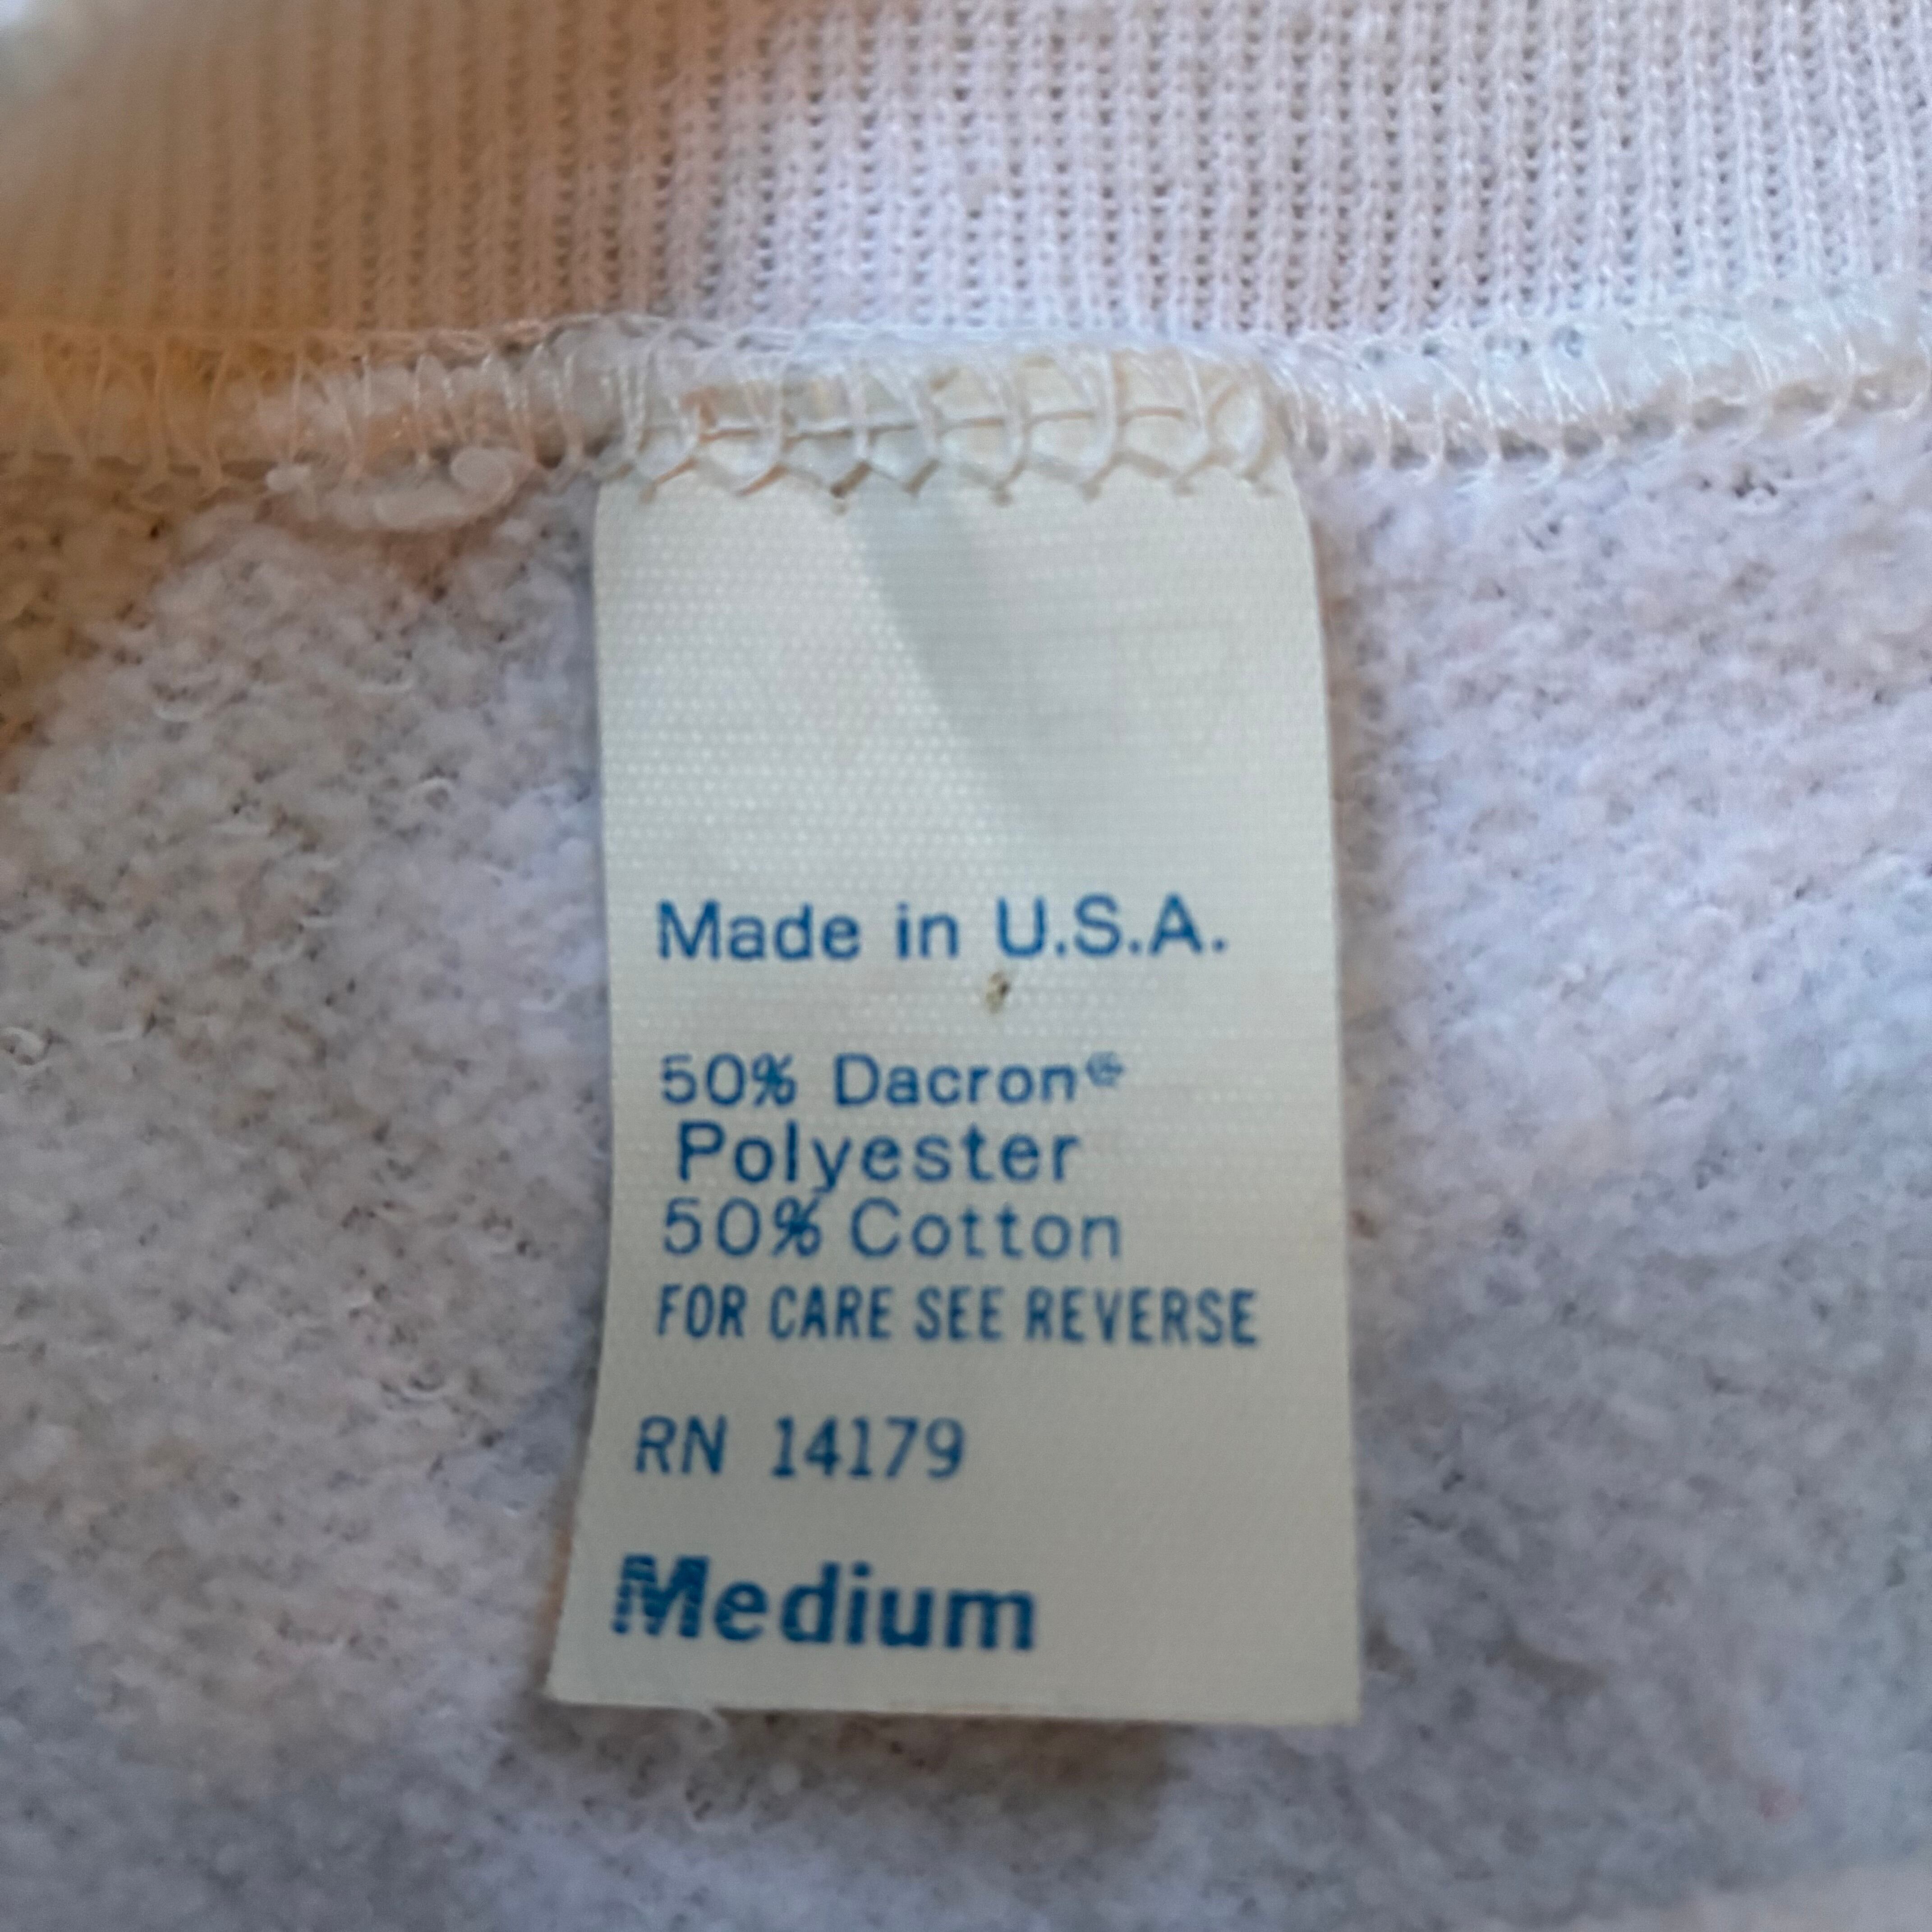 Made in U.S.A.
50% Dacron®
Polyester
50% Cotton
FOR CARE SEE REVERSE
RN 14179
Medium